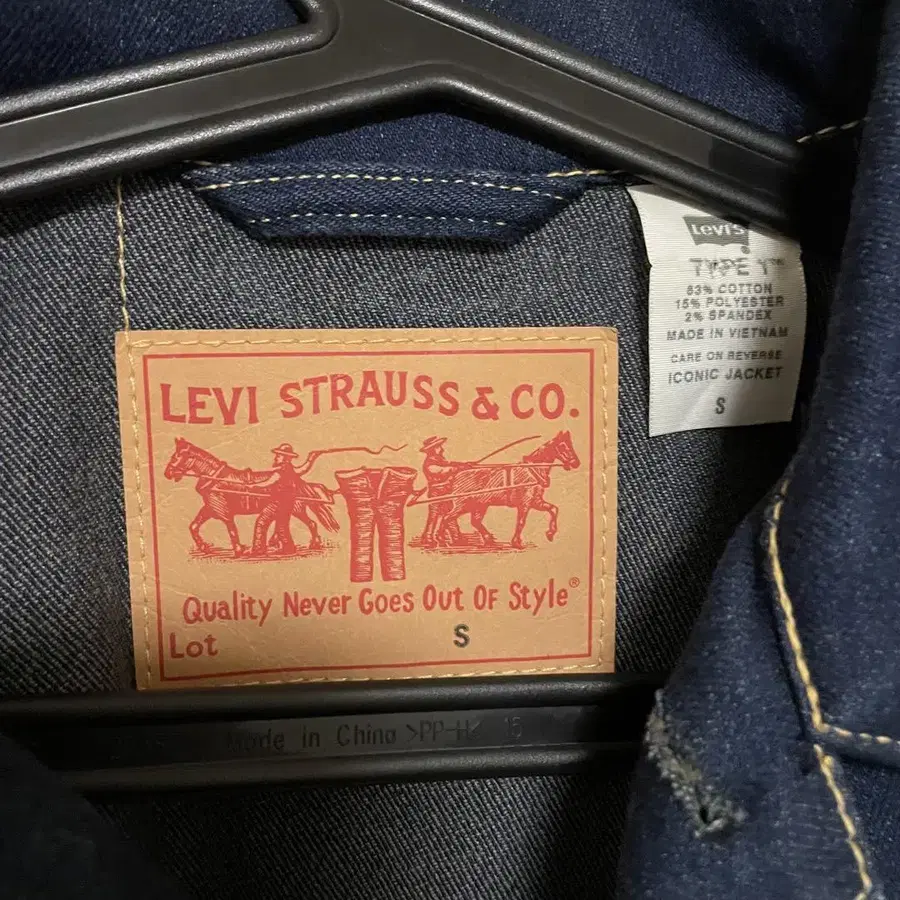 Levi's
TYPE 1™
83% COTTON
15% POLYESTER
2% SPANDEX
MADE IN VIETNAM
CARE ON REVERSE
ICONIC JACKET
S
LEVI STRAUSS & CO.
Quality Never Goes Out Of Style®
Lot S
Made in China >PP-H< 15